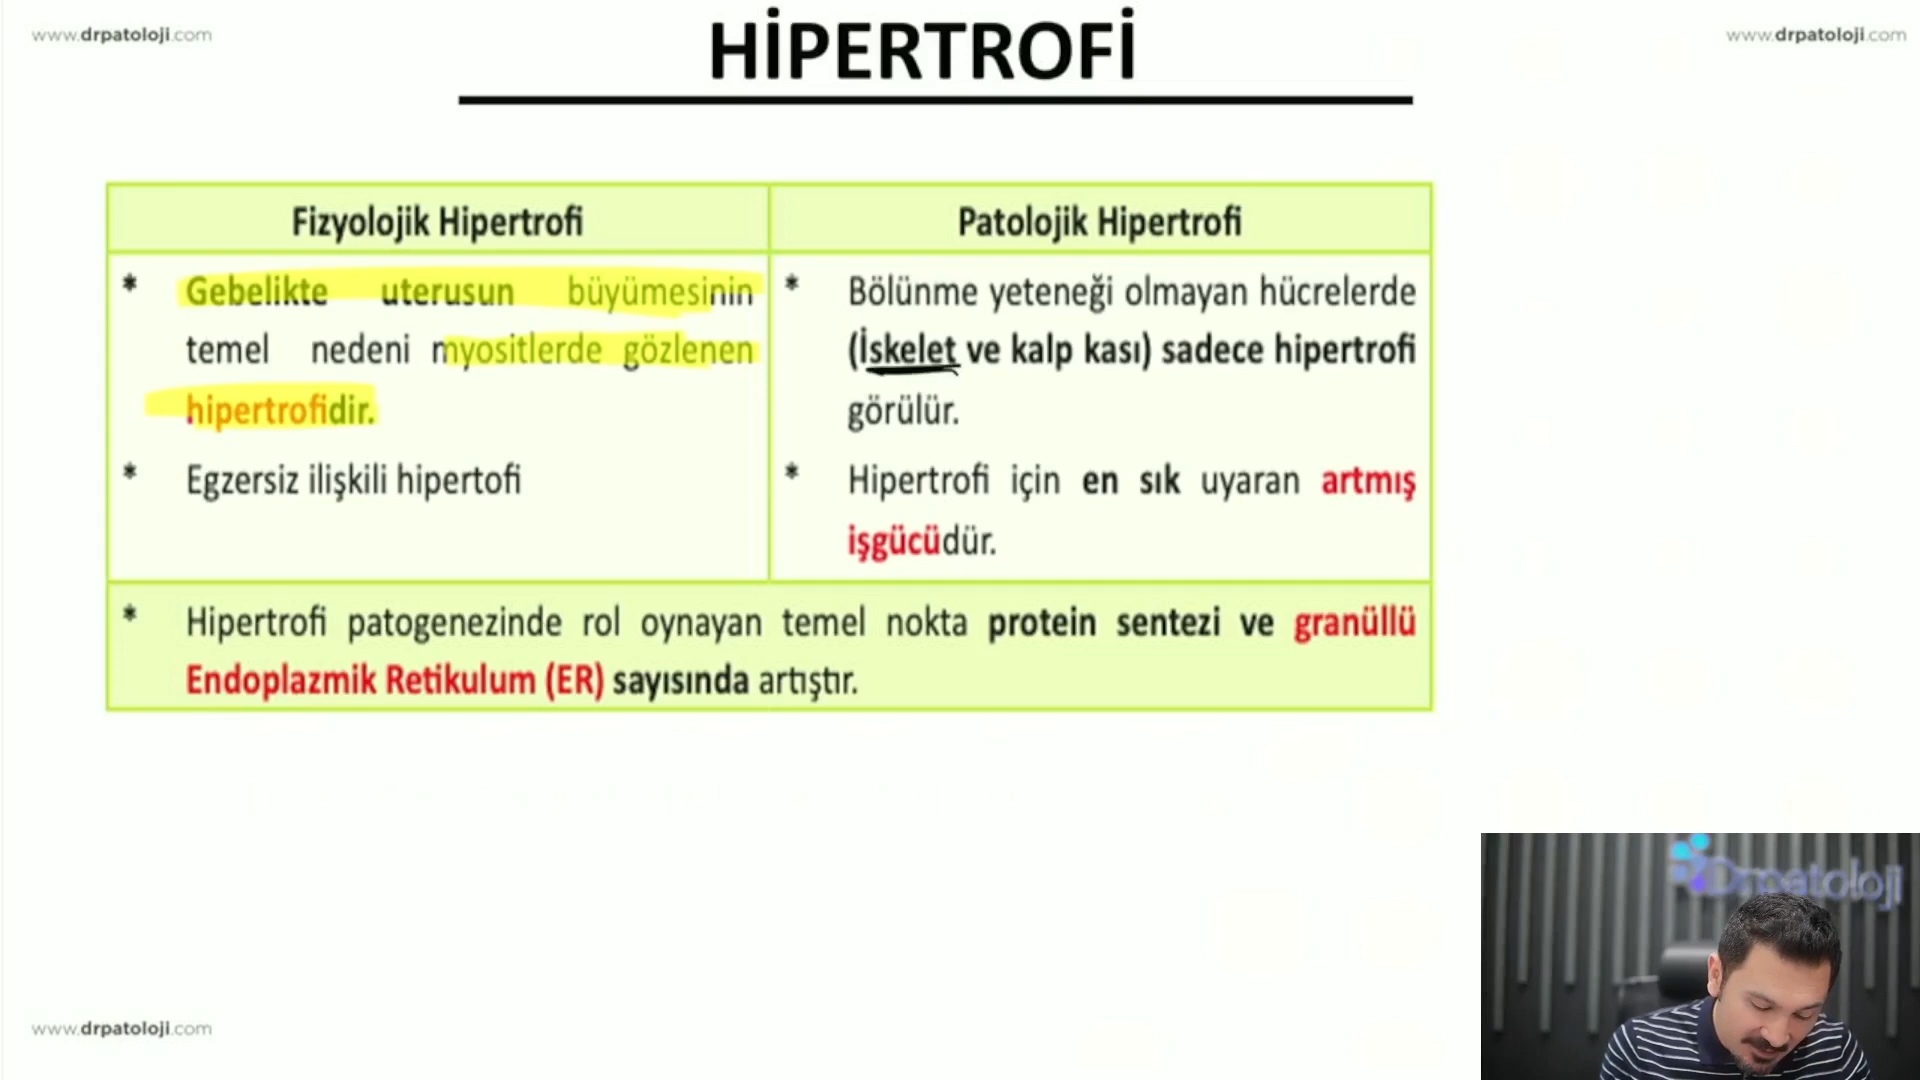 www.drpatoloji.com
HİPERTROFİ
www.drpatoloji.com
Fizyolojik Hipertrofi
Patolojik Hipertrofi
* Gebelikte uterusun büyümesinin
temel nedeni myositlerde gözlenen
hipertrofidir.
* Egzersiz ilişkili hipertofi
* Bölünme yeteneği olmayan hücrelerde
(İskelet ve kalp kası) sadece hipertrofi
görülür.
* Hipertrofi için en sık uyaran artmış
işgücüdür.
* Hipertrofi patogenezinde rol oynayan temel nokta protein sentezi ve granüllü
Endoplazmik Retikulum (ER) sayısında artıştır.
Drpatoloji
www.drpatoloji.com